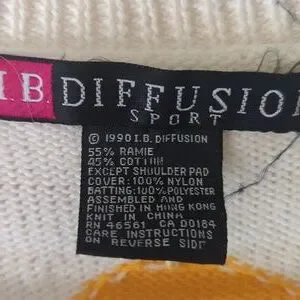 I.B. DIFFUSION
SPORT
© 1990 I.B. DIFFUSION
55% RAMIE
45% COTTON
EXCEPT SHOULDER PAD
COVER: 100% NYLON
BATTING: 100% POLYESTER
ASSEMBLED AND
FINISHED IN HONG KONG
KNIT IN CHINA
RN 46561 CA 00184
CARE INSTRUCTIONS
ON REVERSE SIDE